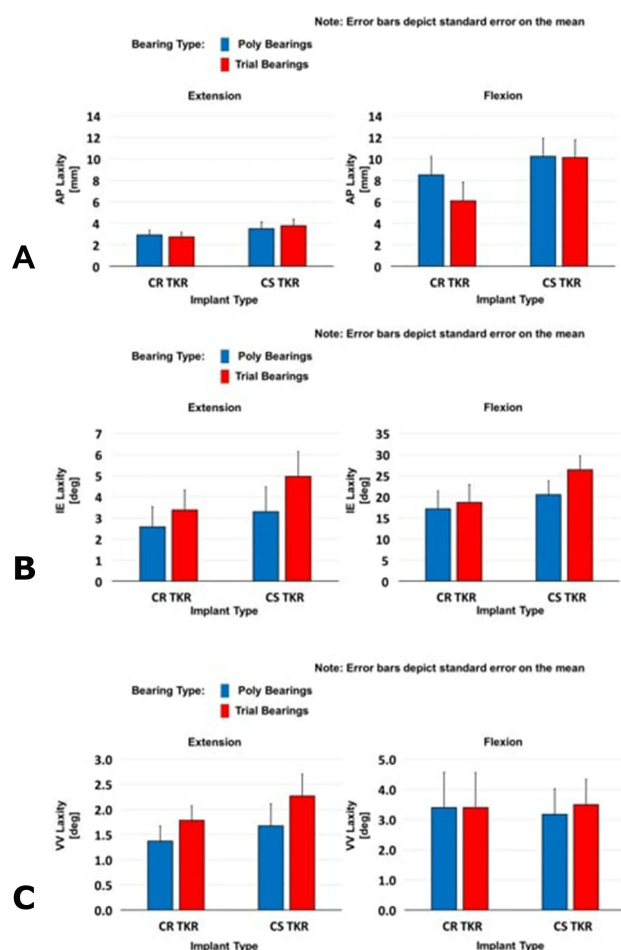 Note: Error bars depict standard error on the mean
Bearing Type: Poly Bearings
Trial Bearings
Extension
Flexion
AP Laxity
[mm]
14
12
10
8
6
4
2
0
CR TKR CS TKR
Implant Type
AP Laxity
[mm]
14
12
10
8
6
4
2
0
CR TKR CS TKR
Implant Type
A
Note: Error bars depict standard error on the mean
Bearing Type: Poly Bearings
Trial Bearings
Extension
Flexion
IE Laxity
[deg]
7
6
5
4
3
2
1
0
CR TKR CS TKR
Implant Type
IE Laxity
[deg]
35
30
25
20
15
10
5
0
CR TKR CS TKR
Implant Type
B
Note: Error bars depict standard error on the mean
Bearing Type: Poly Bearings
Trial Bearings
Extension
Flexion
VV Laxity
[deg]
3.0
2.5
2.0
1.5
1.0
0.5
0.0
CR TKR CS TKR
Implant Type
VV Laxity
[deg]
5.0
4.0
3.0
2.0
1.0
0.0
CR TKR CS TKR
Implant Type
C